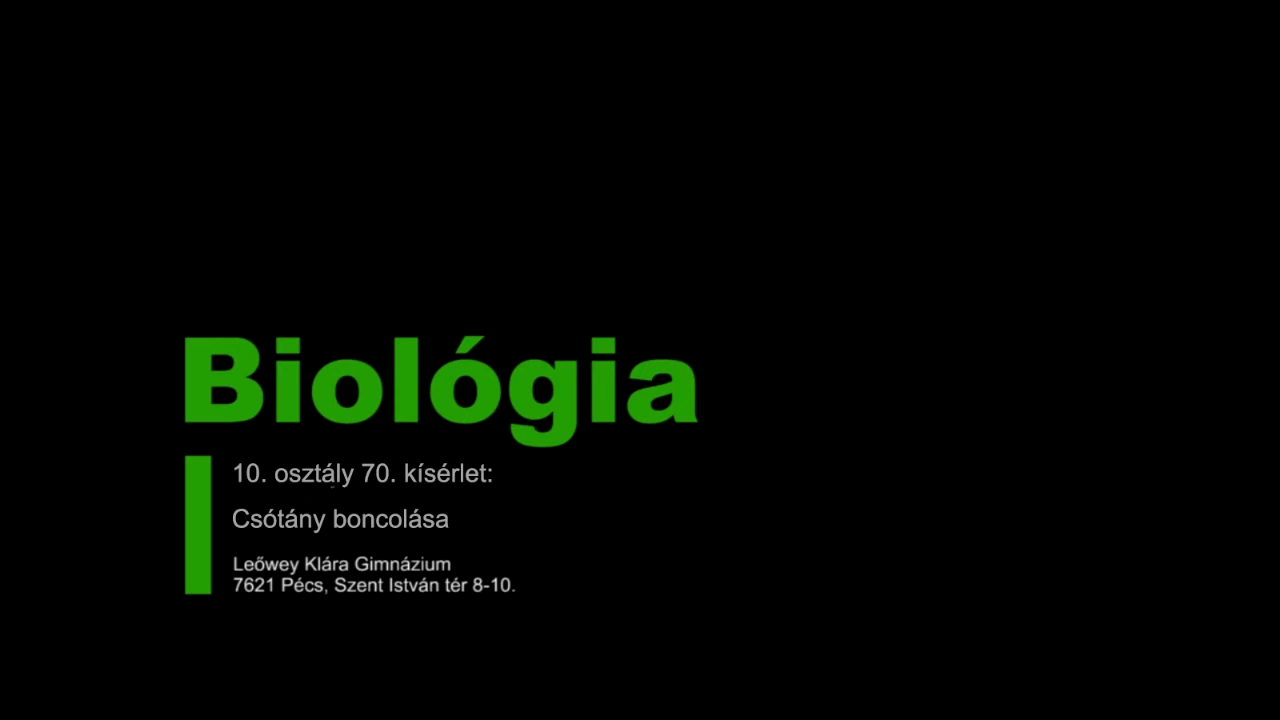 Biológia
10. osztály 70. kísérlet:
Csótány boncolása
Leőwey Klára Gimnázium
7621 Pécs, Szent István tér 8-10.